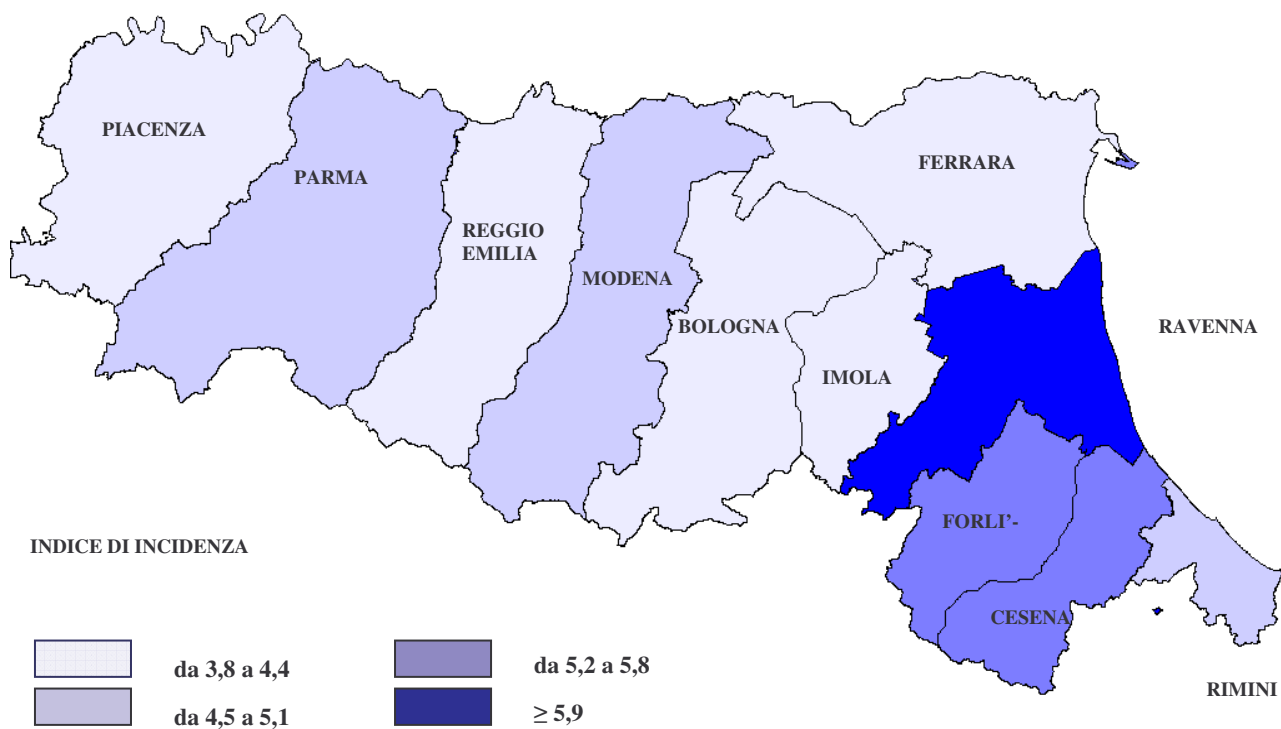 PIACENZA
FERRARA
PARMA
REGGIO
EMILIA
MODENA
BOLOGNA
RAVENNA
IMOLA
FORLI’-
INDICE DI INCIDENZA
CESENA
da 3,8 a 4,4
da 5,2 a 5,8
RIMINI
da 4,5 a 5,1
≥ 5,9